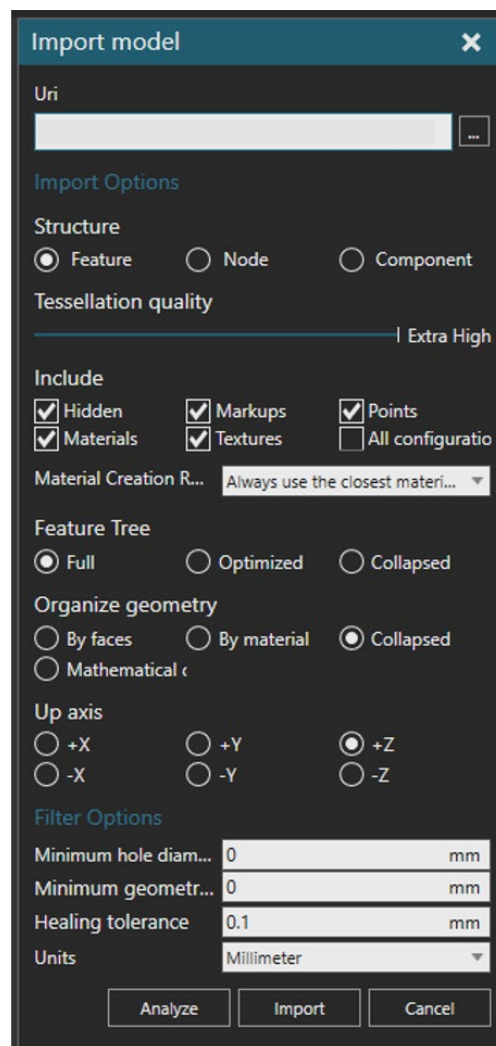 Import model
Uri
...
Import Options
Structure
Feature Node Component
Tessellation quality
Extra High
Include
Hidden Markups Points
Materials Textures All configuratio
Material Creation R... Always use the closest materi...
Feature Tree
Full Optimized Collapsed
Organize geometry
By faces By material Collapsed
Mathematical
Up axis
+X +Y +Z
-X -Y -Z
Filter Options
Minimum hole diam... 0 mm
Minimum geometr... 0 mm
Healing tolerance 0.1 mm
Units Millimeter
Analyze Import Cancel